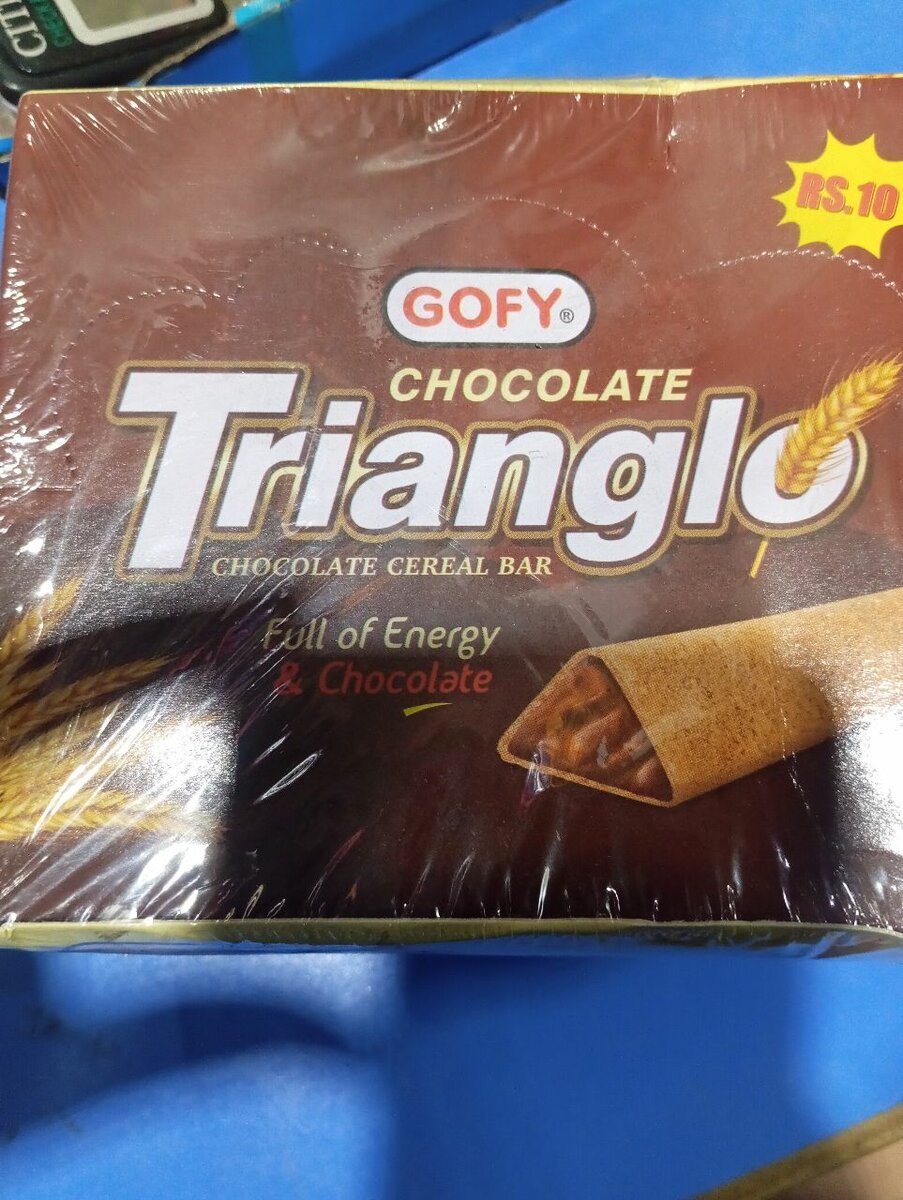 RS.10
GOFY®
CHOCOLATE
Trianglo
CHOCOLATE CEREAL BAR
Full of Energy
& Chocolate